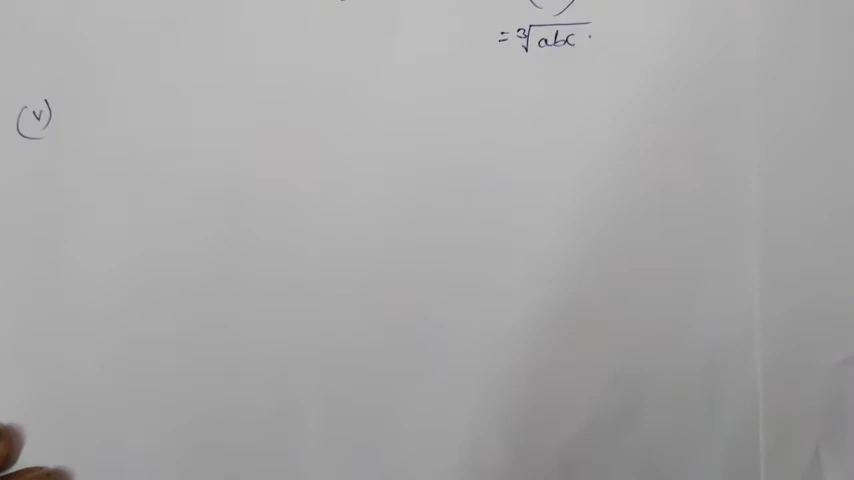 = ∛abc .
(v)